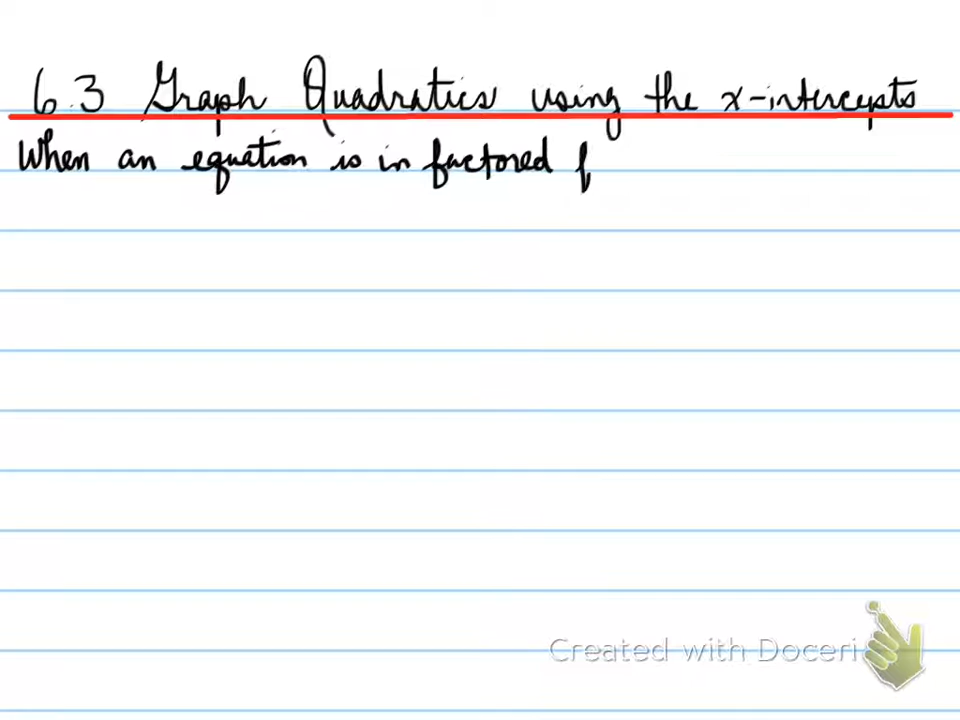 6.3 Graph Quadratics using the x-intercepts
When an equation is in factored f
Created with Doceri